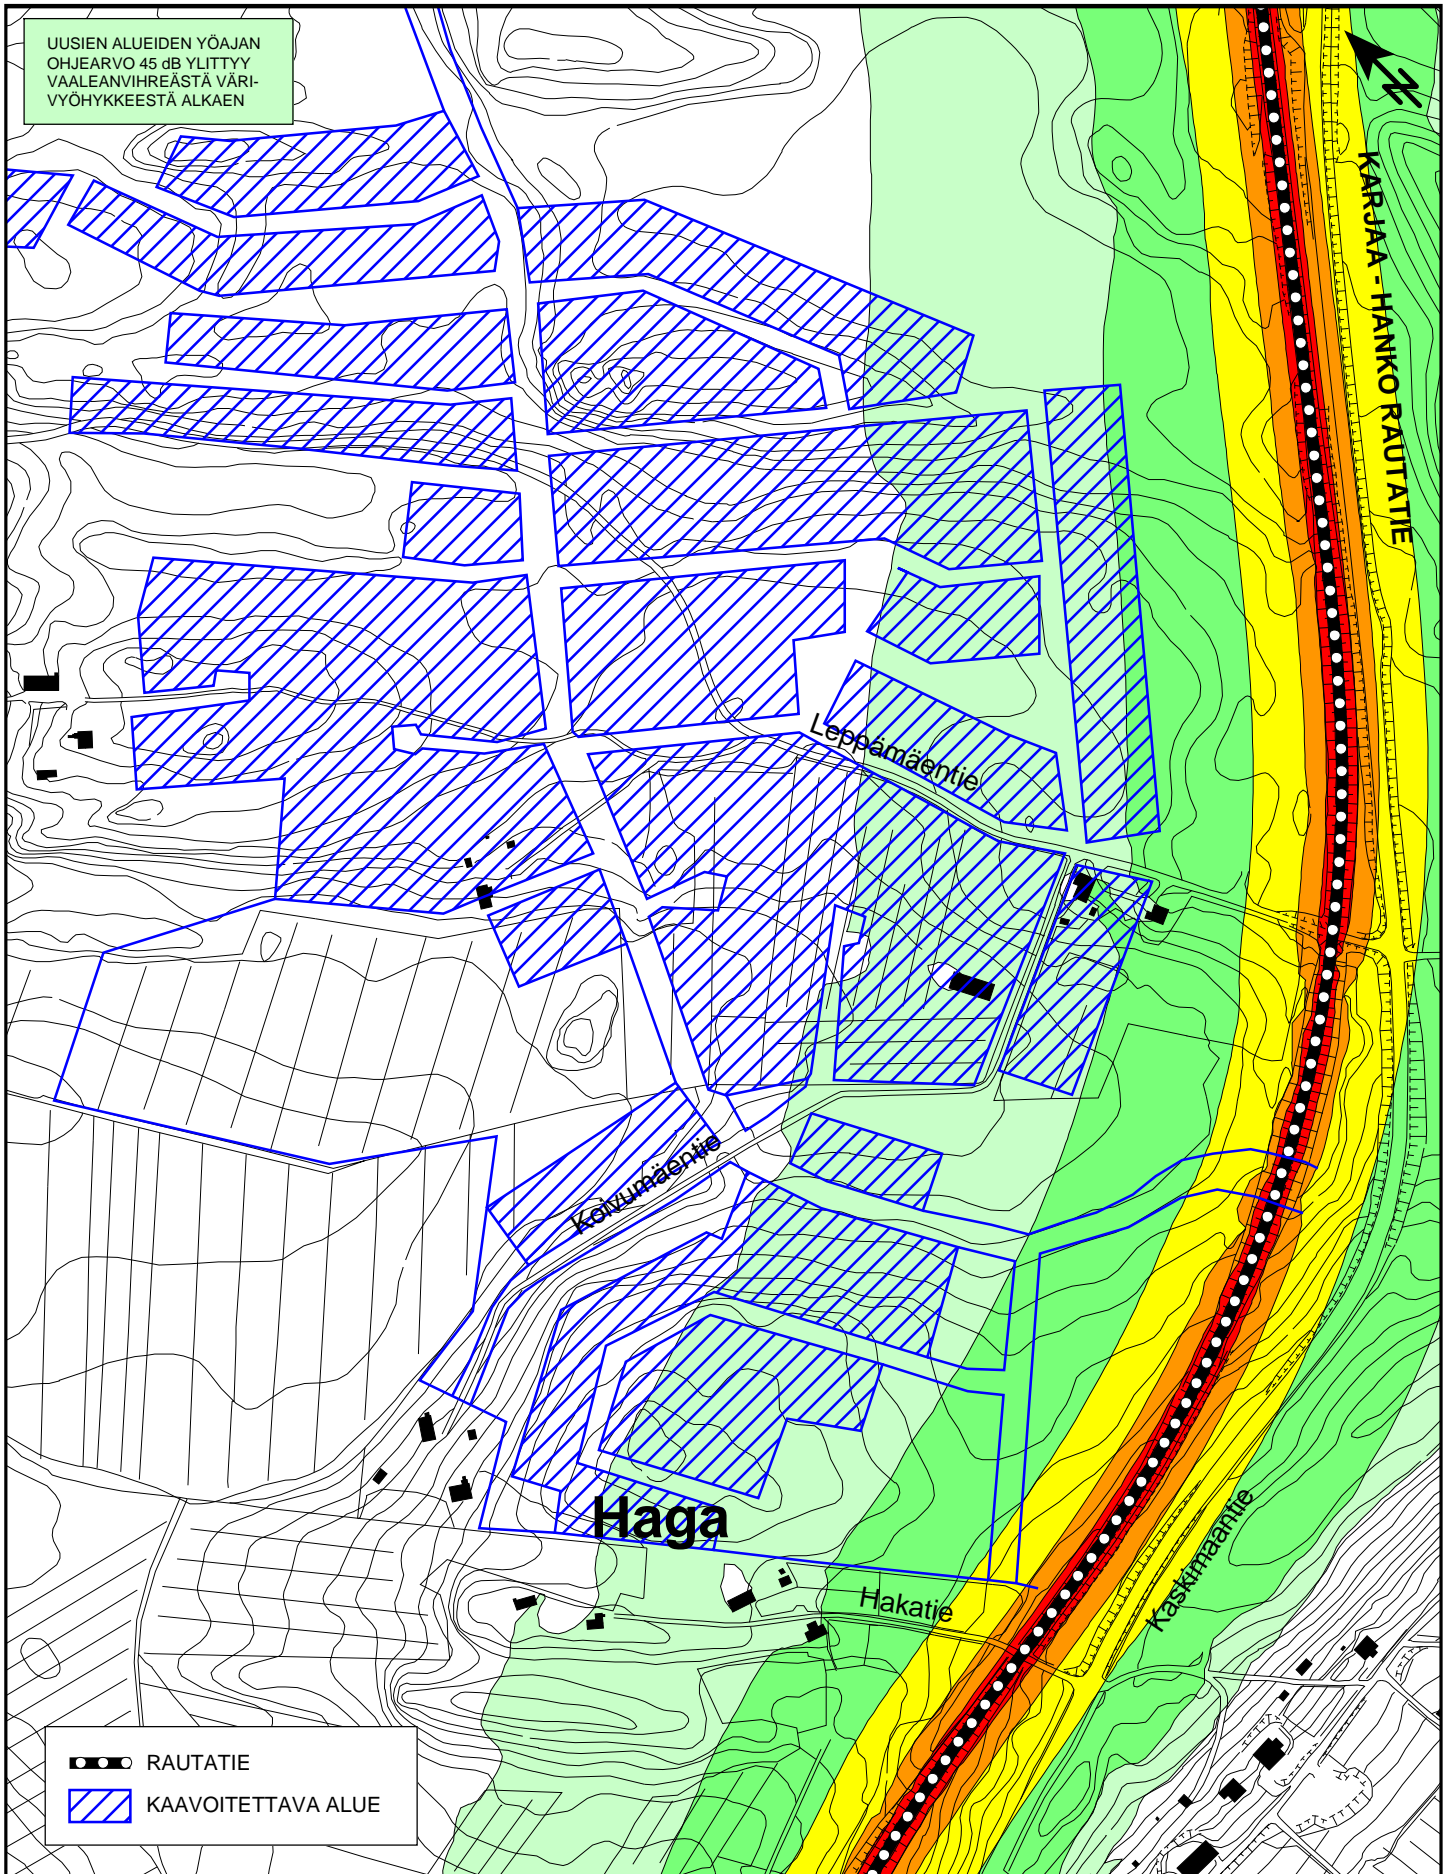 UUSIEN ALUEIDEN YÖAJAN
OHJEARVO 45 dB YLITTYY
VAALEANVIHREÄSTÄ VÄRI-
VYÖHYKKEESTÄ ALKAEN
KARJAA - HANKO RAUTATIE
Leppämäentie
Koivumäentie
Haga
Hakatie
Kaskimaantie
RAUTATIE
KAAVOITETTAVA ALUE